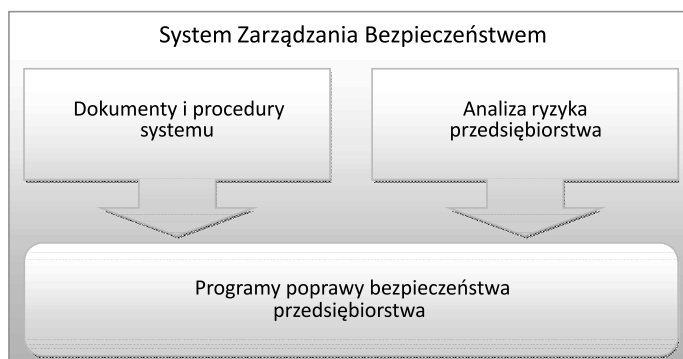 System Zarządzania Bezpieczeństwem
Dokumenty i procedury
systemu
Analiza ryzyka
przedsiębiorstwa
Programy poprawy bezpieczeństwa
przedsiębiorstwa